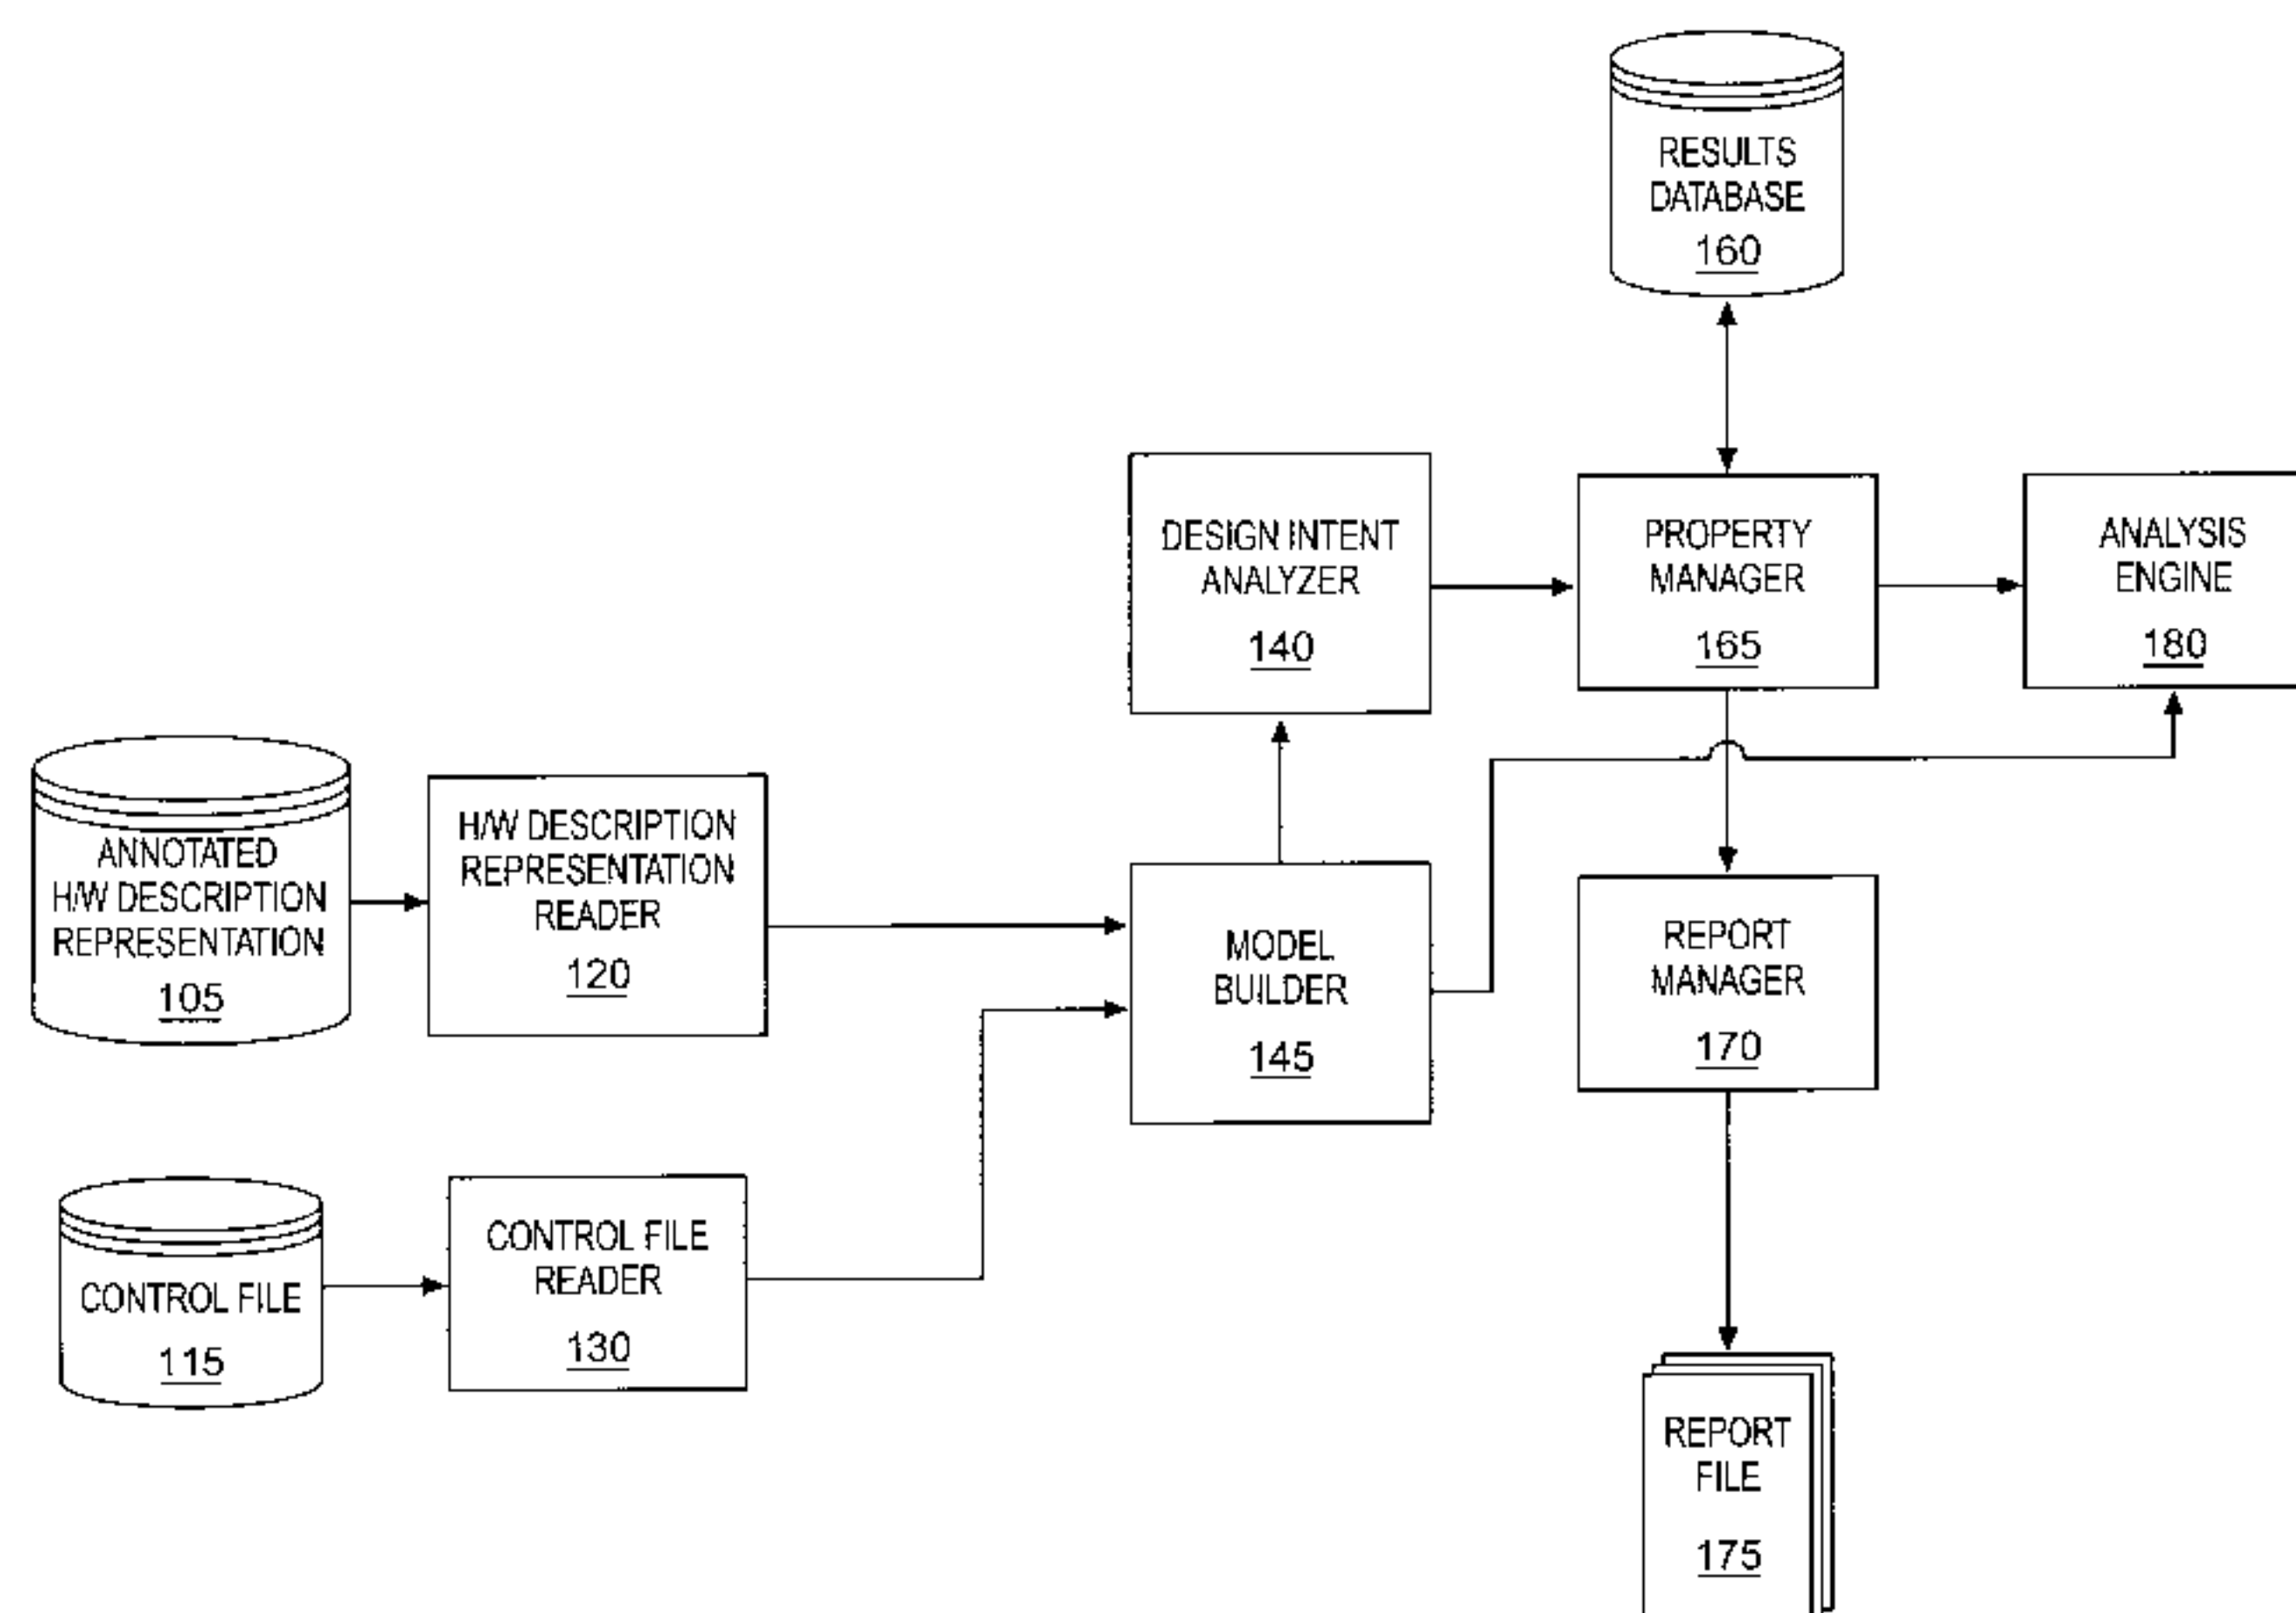 RESULTS
DATABASE
160
DESIGN INTENT
ANALYZER
140
PROPERTY
MANAGER
165
ANALYSIS
ENGINE
180
ANNOTATED
H/W DESCRIPTION
REPRESENTATION
105
H/W DESCRIPTION
REPRESENTATION
READER
120
MODEL
BUILDER
145
REPORT
MANAGER
170
CONTROL FILE
115
CONTROL FILE
READER
130
REPORT
FILE
175